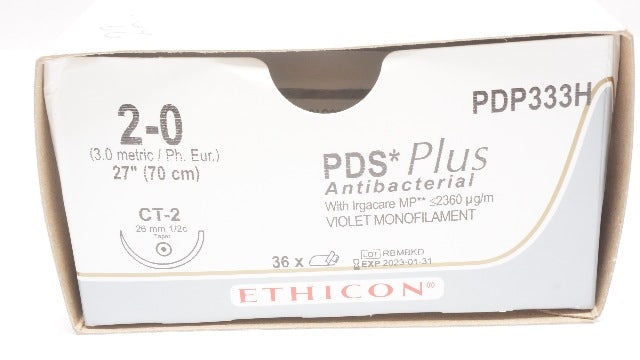 2-0
(3.0 metric / Ph. Eur.)
27" (70 cm)
CT-2
26 mm 1/2c
Taper
PDP333H
PDS* Plus
Antibacterial
With Irgacare MP** ≤2360 µg/m
VIOLET MONOFILAMENT
36 x
LOT RBMBKD
EXP 2023-01-31
ETHICON®